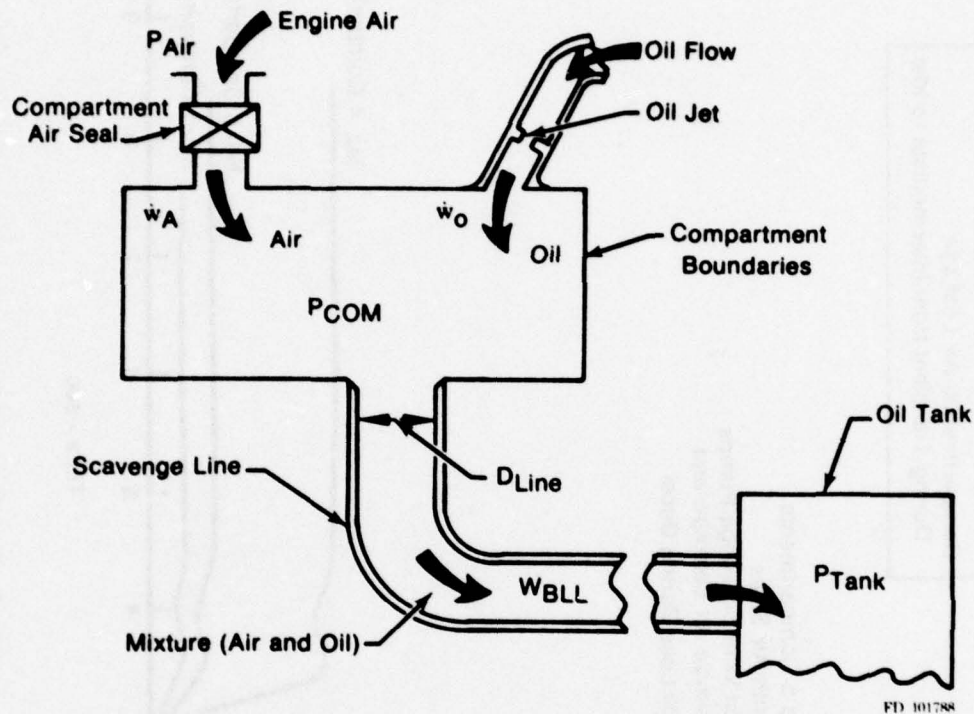 Engine Air
P Air
Compartment
Air Seal
Oil Flow
Oil Jet
ẇA
Air
ẇO
Oil
Compartment
Boundaries
PCOM
Scavenge Line
DLine
Oil Tank
WBLL
PTank
Mixture (Air and Oil)
FD 101788